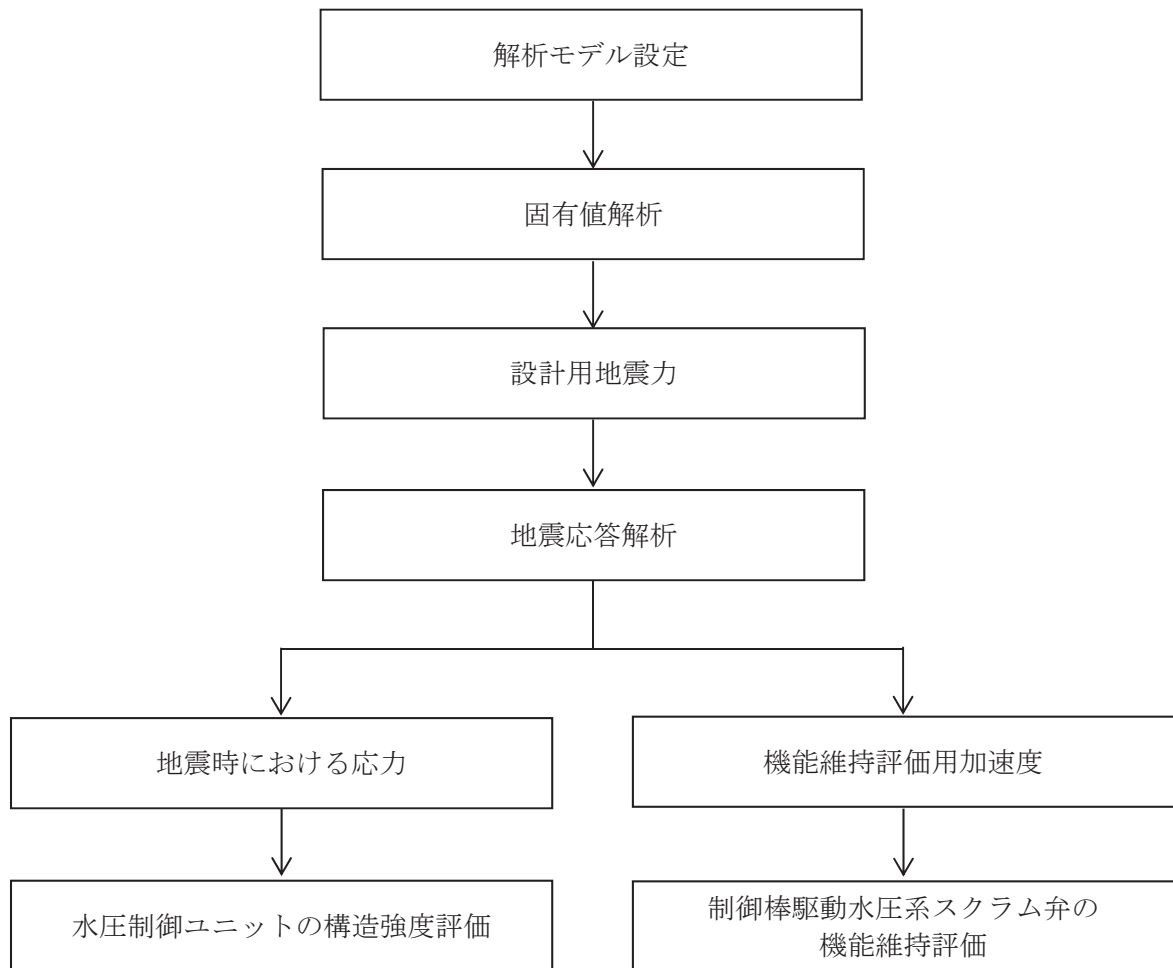 解析モデル設定
固有値解析
設計用地震力
地震応答解析
地震時における応力
機能維持評価用加速度
水圧制御ユニットの構造強度評価
制御棒駆動水圧系スクラム弁の
機能維持評価